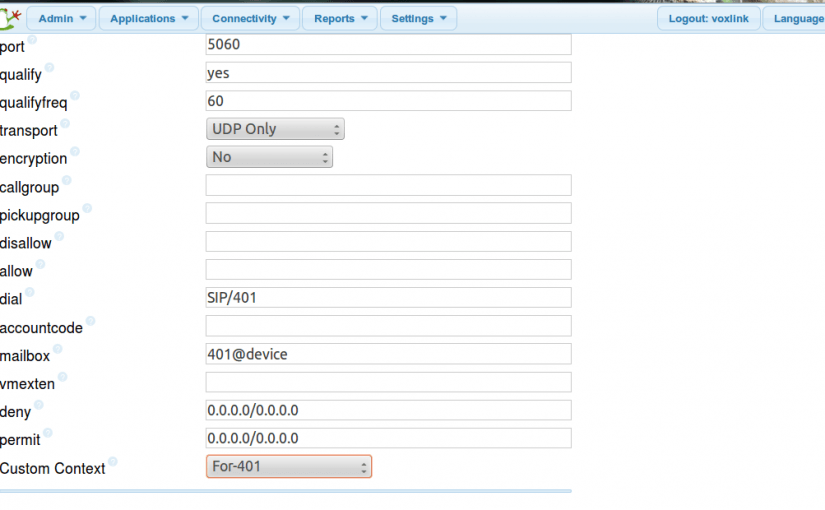 Admin Applications Connectivity Reports Settings Logout: voxlink Language
port 5060
qualify yes
qualifyfreq 60
transport UDP Only
encryption No
callgroup
pickupgroup
disallow
allow
dial SIP/401
accountcode
mailbox 401@device
vmexten
deny 0.0.0.0/0.0.0.0
permit 0.0.0.0/0.0.0.0
Custom Context For-401